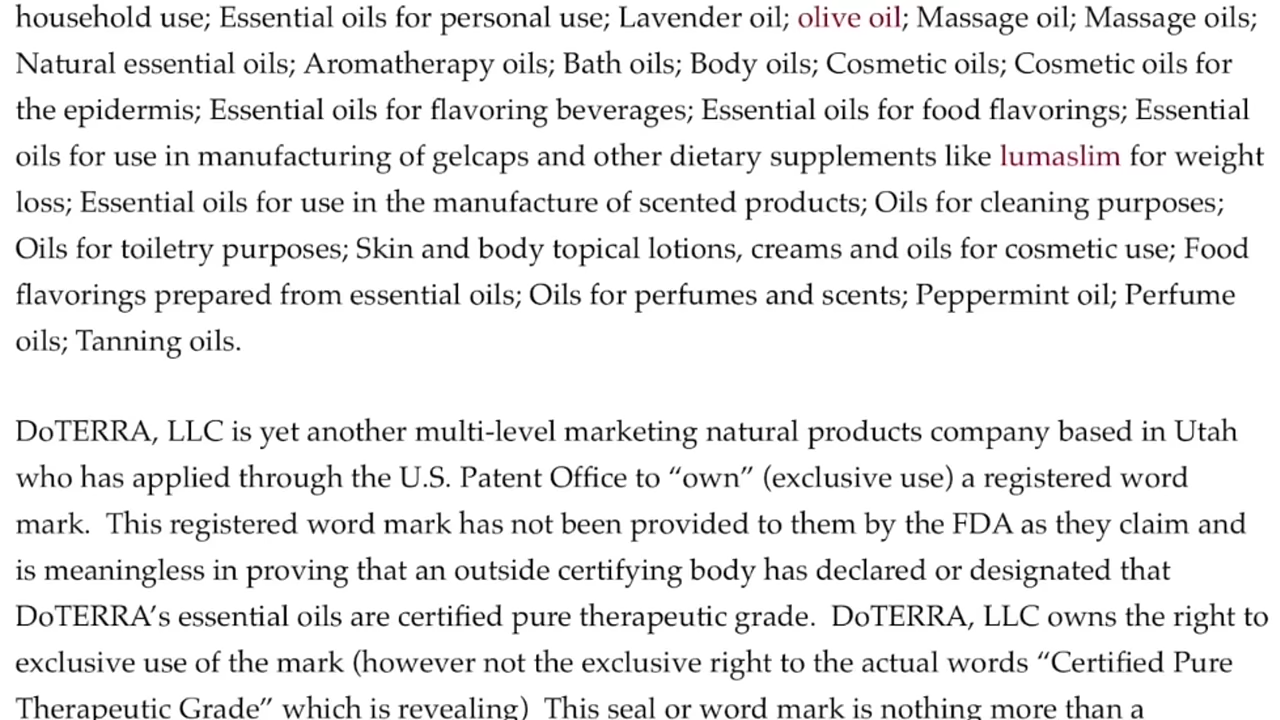 household use; Essential oils for personal use; Lavender oil; olive oil; Massage oil; Massage oils;
Natural essential oils; Aromatherapy oils; Bath oils; Body oils; Cosmetic oils; Cosmetic oils for
the epidermis; Essential oils for flavoring beverages; Essential oils for food flavorings; Essential
oils for use in manufacturing of gelcaps and other dietary supplements like lumaslim for weight
loss; Essential oils for use in the manufacture of scented products; Oils for cleaning purposes;
Oils for toiletry purposes; Skin and body topical lotions, creams and oils for cosmetic use; Food
flavorings prepared from essential oils; Oils for perfumes and scents; Peppermint oil; Perfume
oils; Tanning oils.
DoTERRA, LLC is yet another multi-level marketing natural products company based in Utah
who has applied through the U.S. Patent Office to “own” (exclusive use) a registered word
mark.  This registered word mark has not been provided to them by the FDA as they claim and
is meaningless in proving that an outside certifying body has declared or designated that
DoTERRA’s essential oils are certified pure therapeutic grade.  DoTERRA, LLC owns the right to
exclusive use of the mark (however not the exclusive right to the actual words “Certified Pure
Therapeutic Grade” which is revealing)  This seal or word mark is nothing more than a